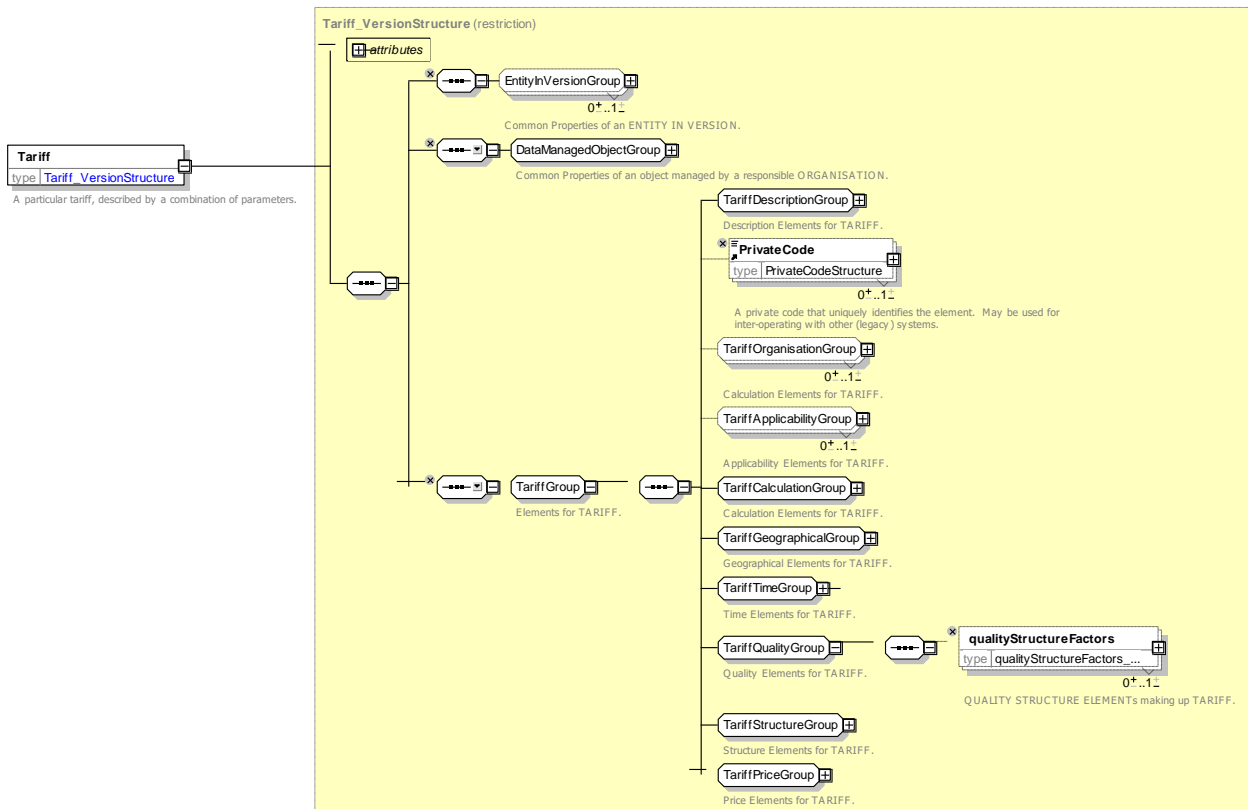 Tariff_VersionStructure (restriction)
attributes
EntityInVersionGroup
0..1
Common Properties of an ENTITY IN VERSION.
DataManagedObjectGroup
Common Properties of an object managed by a responsible ORGANISATION.
Tariff
type Tariff_VersionStructure
A particular tariff, described by a combination of parameters.
TariffDescriptionGroup
Description Elements for TARIFF.
PrivateCode
type PrivateCodeStructure
0..1
A private code that uniquely identifies the element. May be used for
inter-operating with other (legacy) systems.
TariffOrganisationGroup
0..1
Calculation Elements for TARIFF.
TariffApplicabilityGroup
0..1
Applicability Elements for TARIFF.
TariffGroup
Elements for TARIFF.
TariffCalculationGroup
Calculation Elements for TARIFF.
TariffGeographicalGroup
Geographical Elements for TARIFF.
TariffTimeGroup
Time Elements for TARIFF.
TariffQualityGroup
Quality Elements for TARIFF.
qualityStructureFactors
type qualityStructureFactors_...
0..1
QUALITY STRUCTURE ELEMENTs making up TARIFF.
TariffStructureGroup
Structure Elements for TARIFF.
TariffPriceGroup
Price Elements for TARIFF.